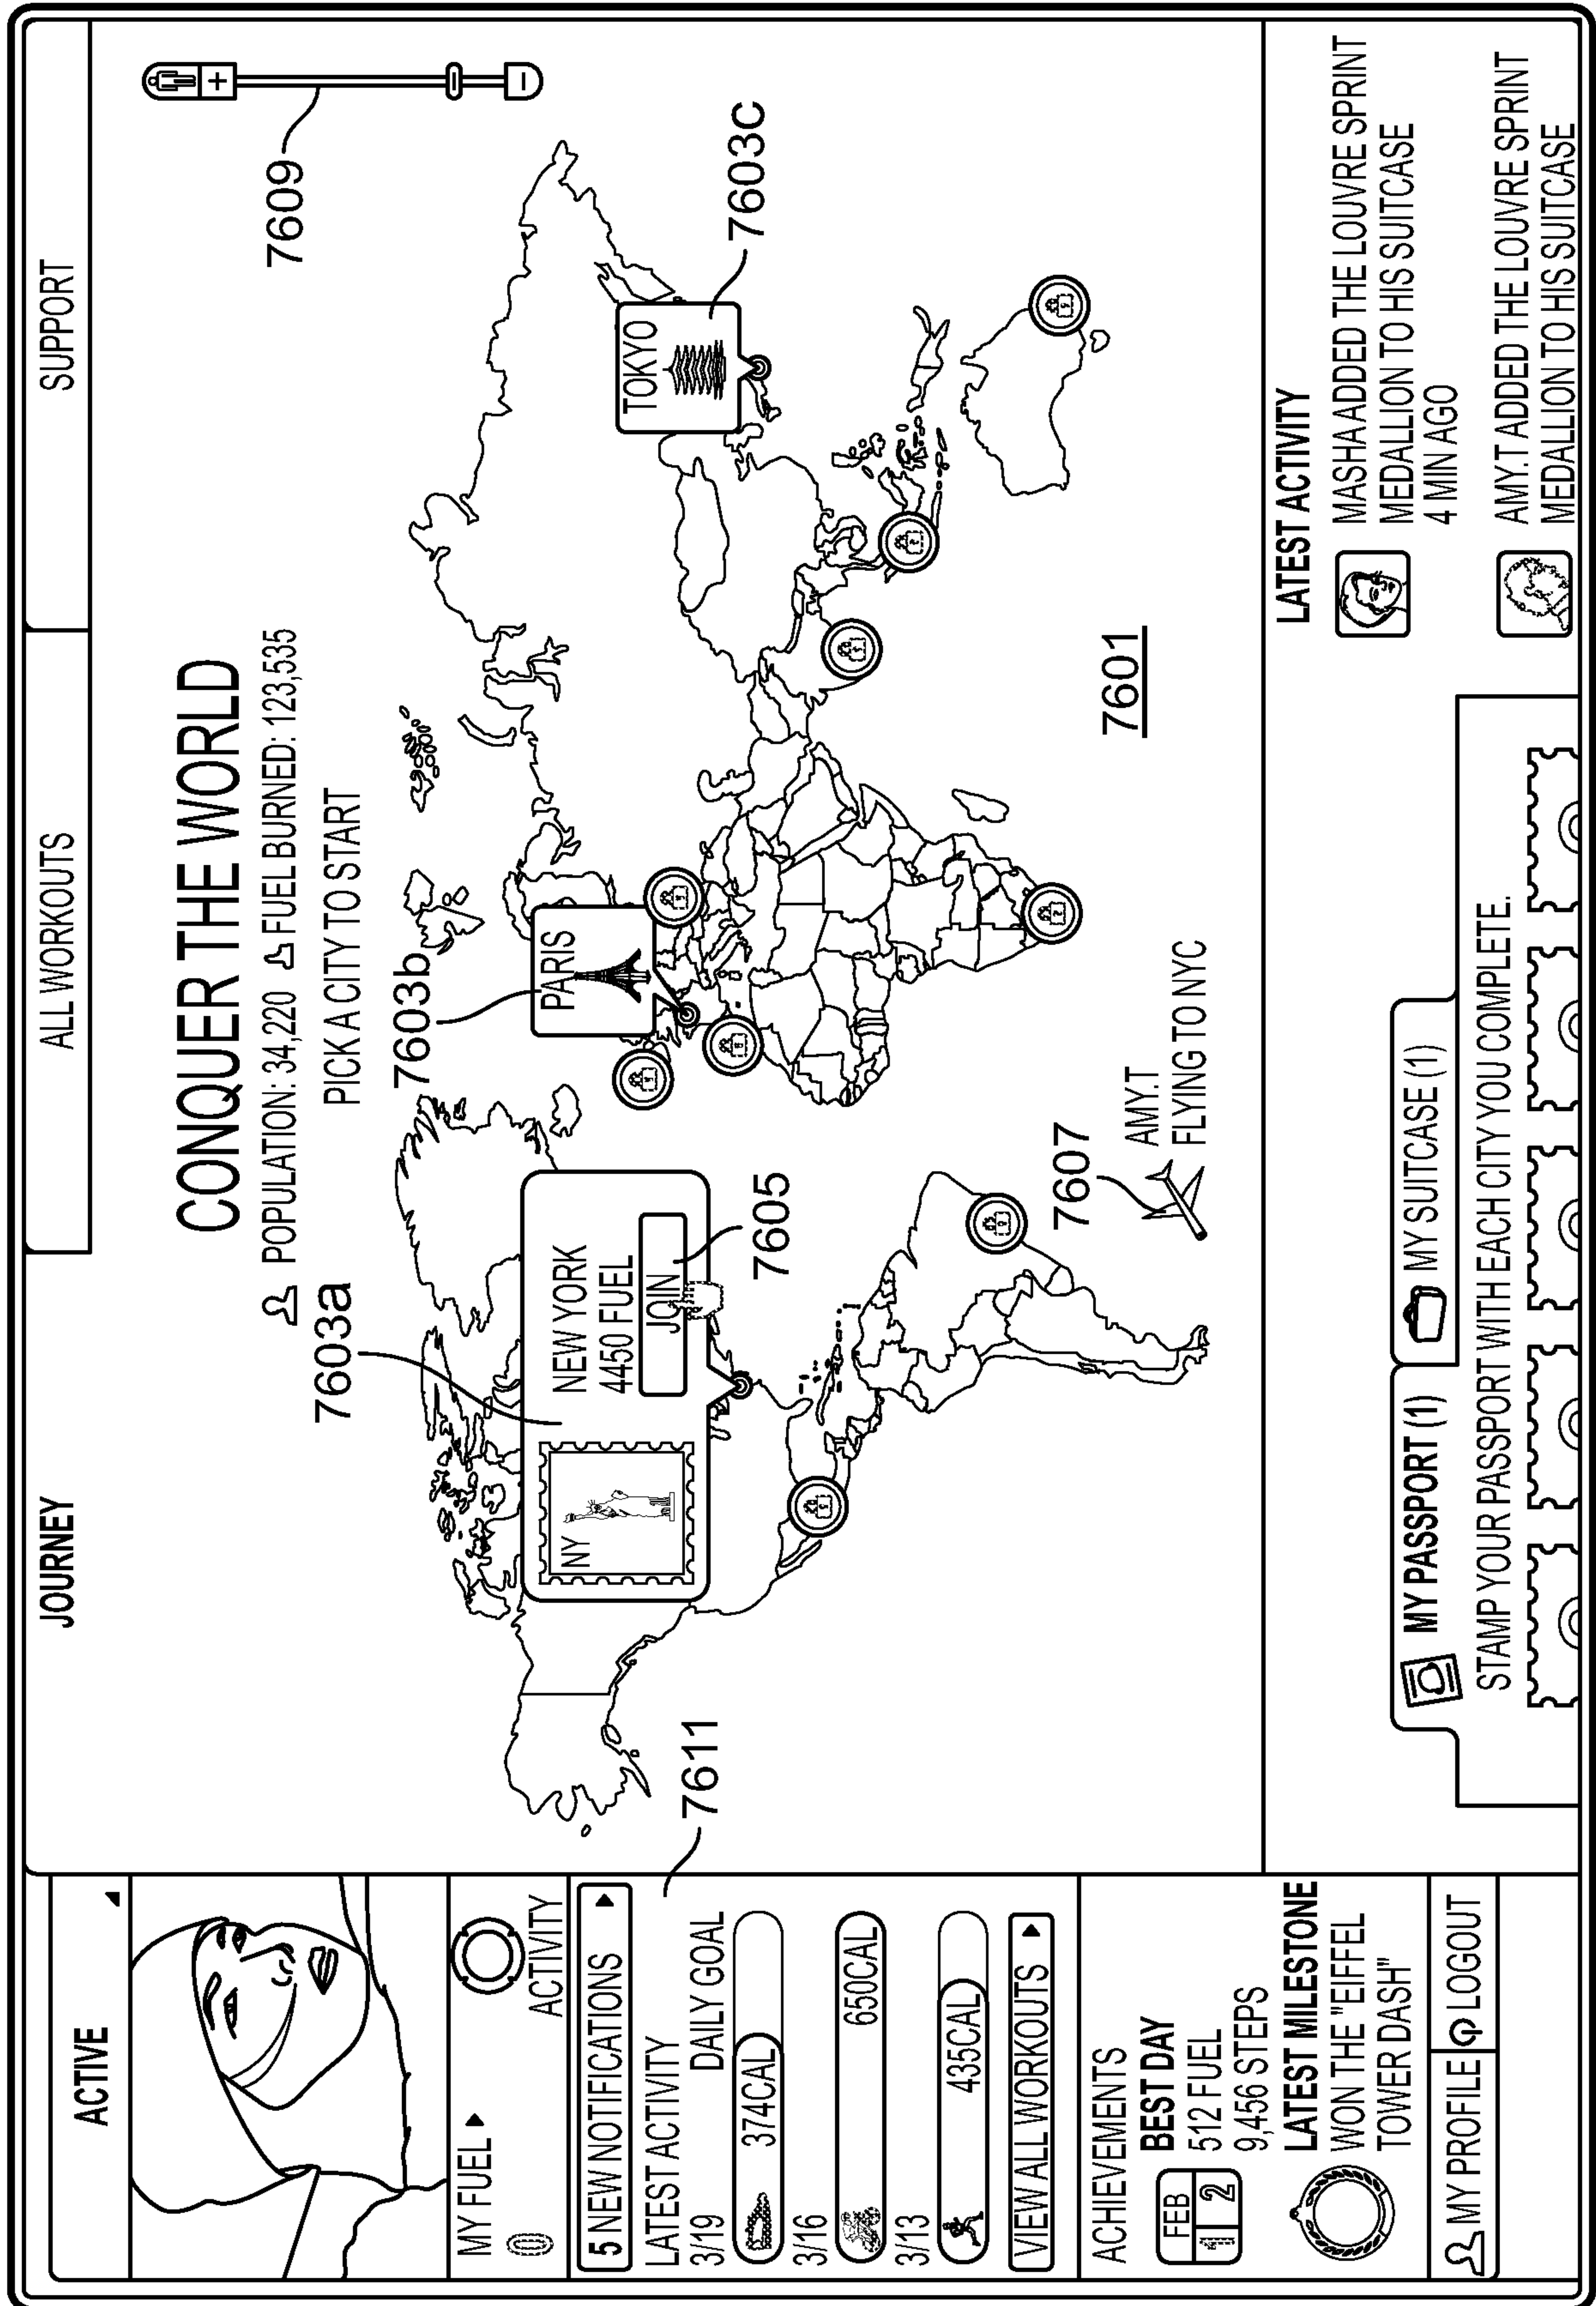 ACTIVE
MY FUEL
0
ACTIVITY
5 NEW NOTIFICATIONS
LATEST ACTIVITY
3/19 DAILY GOAL
374CAL
3/16
650CAL
3/13
435CAL
VIEW ALL WORKOUTS
ACHIEVEMENTS
FEB
1 2
BEST DAY
512 FUEL
9,456 STEPS
LATEST MILESTONE
WON THE "EIFFEL
TOWER DASH"
MY PROFILE LOGOUT
7611
JOURNEY ALL WORKOUTS SUPPORT
CONQUER THE WORLD
POPULATION: 34,220 FUEL BURNED: 123,535
PICK A CITY TO START
7609
+
−
7603a
NY
NEW YORK
4450 FUEL
JOIN
7605
7603b
PARIS
7603c
TOKYO
7607
AMY.T
FLYING TO NYC
7601
MY PASSPORT (1) MY SUITCASE (1)
STAMP YOUR PASSPORT WITH EACH CITY YOU COMPLETE.
LATEST ACTIVITY
MASHA ADDED THE LOUVRE SPRINT
MEDALLION TO HIS SUITCASE
4 MIN AGO
AMY.T ADDED THE LOUVRE SPRINT
MEDALLION TO HIS SUITCASE